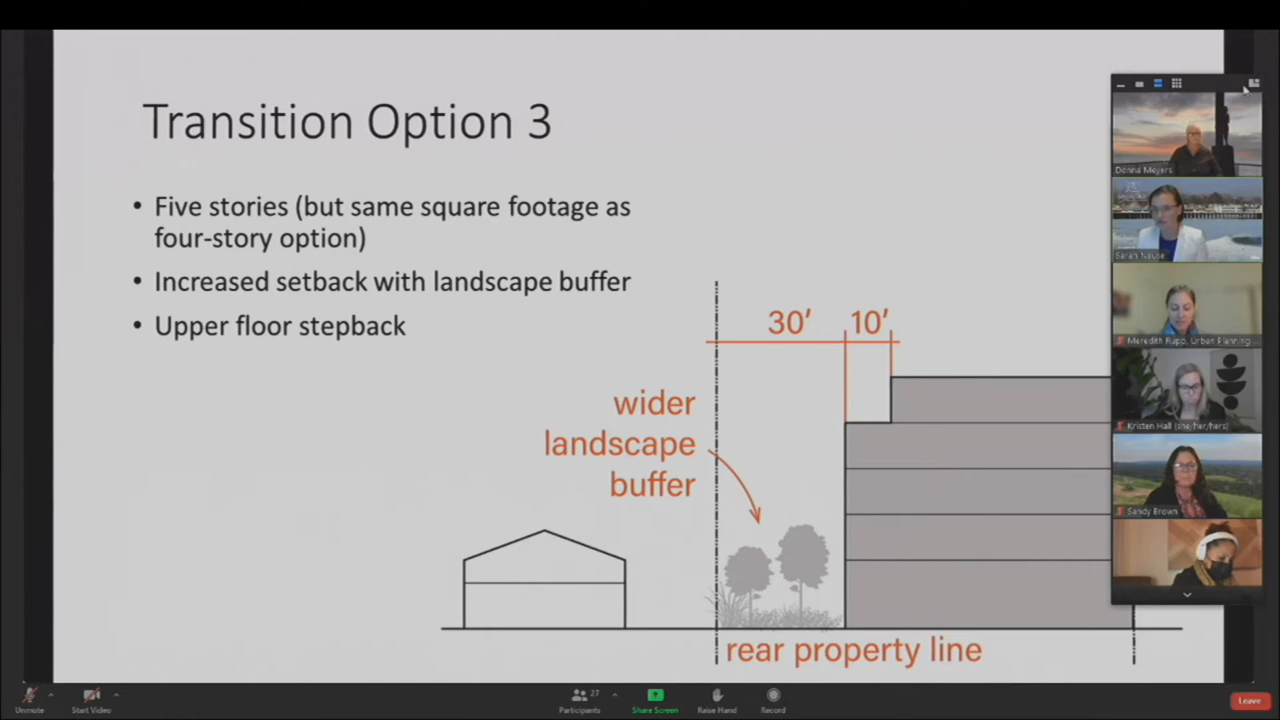 Transition Option 3
• Five stories (but same square footage as
four-story option)
• Increased setback with landscape buffer
• Upper floor stepback
30’
10’
wider
landscape
buffer
rear property line
Donna Meyers
Meredith Rupp, Urban Planning...
Kristen Hall (she/her/hers)
Sandy Brown
Unmute
Start Video
27
Participants
Share Screen
Raise Hand
Record
Leave